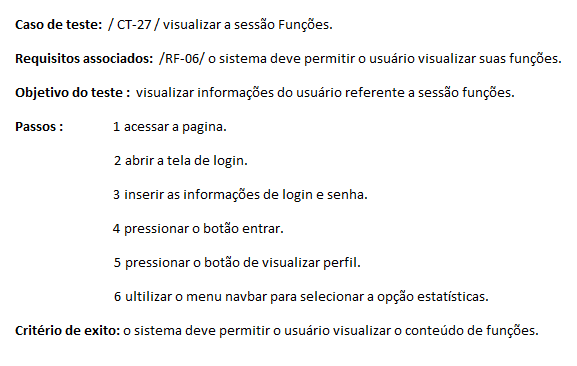 Caso de teste: / CT-27 / visualizar a sessão Funções.
Requisitos associados: /RF-06/ o sistema deve permitir o usuário visualizar suas funções.
Objetivo do teste : visualizar informações do usuário referente a sessão funções.
Passos : 1 acessar a pagina.
2 abrir a tela de login.
3 inserir as informações de login e senha.
4 pressionar o botão entrar.
5 pressionar o botão de visualizar perfil.
6 ultilizar o menu navbar para selecionar a opção estatísticas.
Critério de exito: o sistema deve permitir o usuário visualizar o conteúdo de funções.